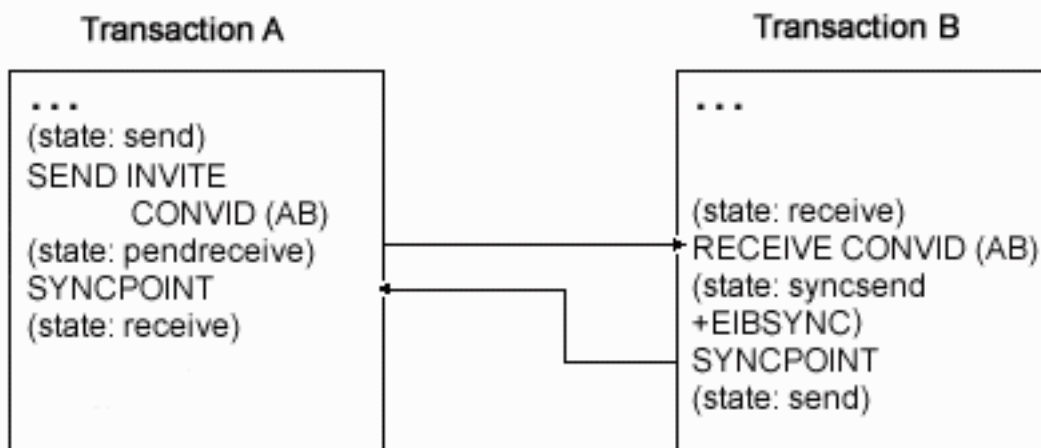 Transaction A
...
(state: send)
SEND INVITE
CONVID (AB)
(state: pendreceive)
SYNCPOINT
(state: receive)
Transaction B
...
(state: receive)
RECEIVE CONVID (AB)
(state: syncsend
+EIBSYNC)
SYNCPOINT
(state: send)